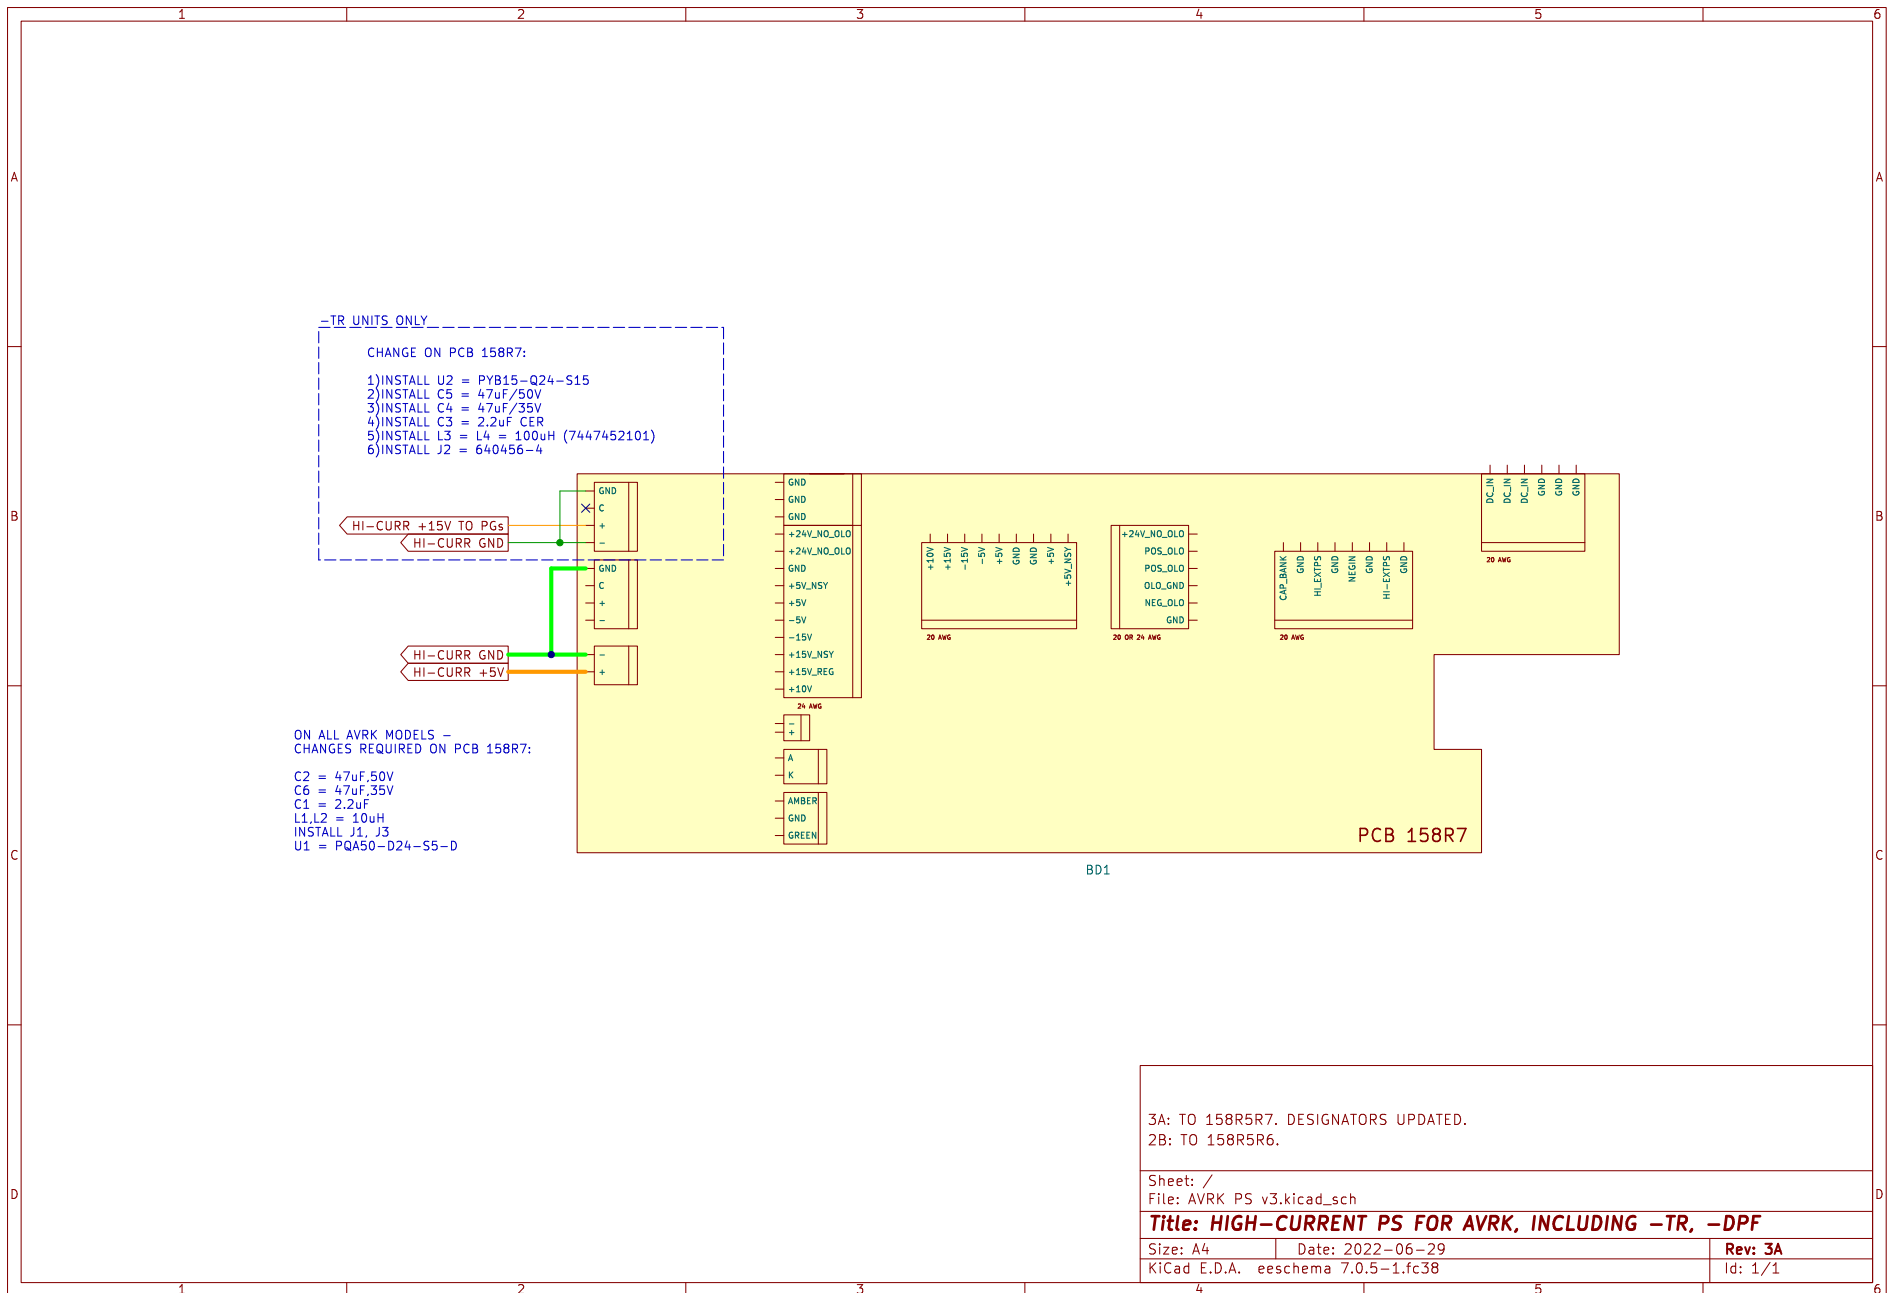 1 2 3 4 5 6
A A
B B
C C
D D
-TR UNITS ONLY
CHANGE ON PCB 158R7:
1)INSTALL U2 = PYB15-Q24-S15
2)INSTALL C5 = 47uF/50V
3)INSTALL C4 = 47uF/35V
4)INSTALL C3 = 2.2uF CER
5)INSTALL L3 = L4 = 100uH (7447452101)
6)INSTALL J2 = 640456-4
HI-CURR +15V TO PGs
HI-CURR GND
GND
C
+
-
GND
C
+
-
HI-CURR GND
HI-CURR +5V
-
+
GND
GND
GND
+24V_NO_OLO
+24V_NO_OLO
GND
+5V_NSY
+5V
-5V
-15V
+15V_NSY
+15V_REG
+10V
24 AWG
-
+
A
K
AMBER
GND
GREEN
+10V
+15V
-15V
-5V
+5V
GND
GND
+5V
+5V_NSY
20 AWG
+24V_NO_OLO
POS_OLO
POS_OLO
OLO_GND
NEG_OLO
GND
20 OR 24 AWG
CAP_BANK
GND
HI_EXTPS
GND
NEGIN
GND
HI-EXTPS
GND
20 AWG
DC_IN
DC_IN
DC_IN
GND
GND
GND
20 AWG
ON ALL AVRK MODELS -
CHANGES REQUIRED ON PCB 158R7:
C2 = 47uF,50V
C6 = 47uF,35V
C1 = 2.2uF
L1,L2 = 10uH
INSTALL J1, J3
U1 = PQA50-D24-S5-D
PCB 158R7
BD1
3A: TO 158R5R7. DESIGNATORS UPDATED.
2B: TO 158R5R6.
Sheet: /
File: AVRK PS v3.kicad_sch
Title: HIGH-CURRENT PS FOR AVRK, INCLUDING -TR, -DPF
Size: A4 Date: 2022-06-29 Rev: 3A
KiCad E.D.A. eeschema 7.0.5-1.fc38 Id: 1/1
1 2 3 4 5 6